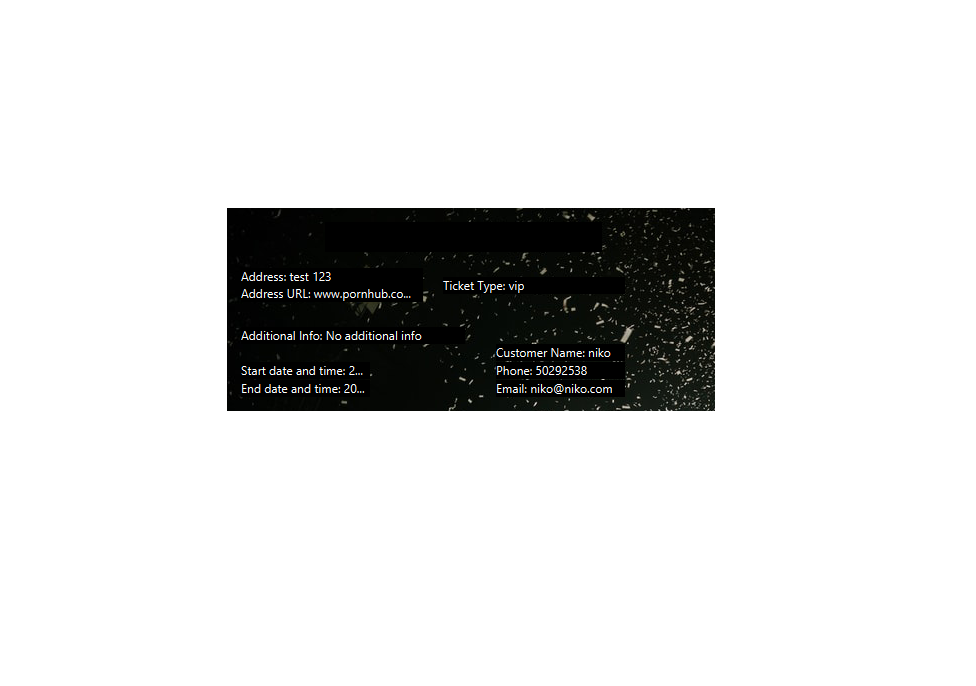 Address: test 123
Address URL: www.pornhub.co...
Ticket Type: vip
Additional Info: No additional info
Customer Name: niko
Start date and time: 2...
Phone: 50292538
End date and time: 20...
Email: niko@niko.com